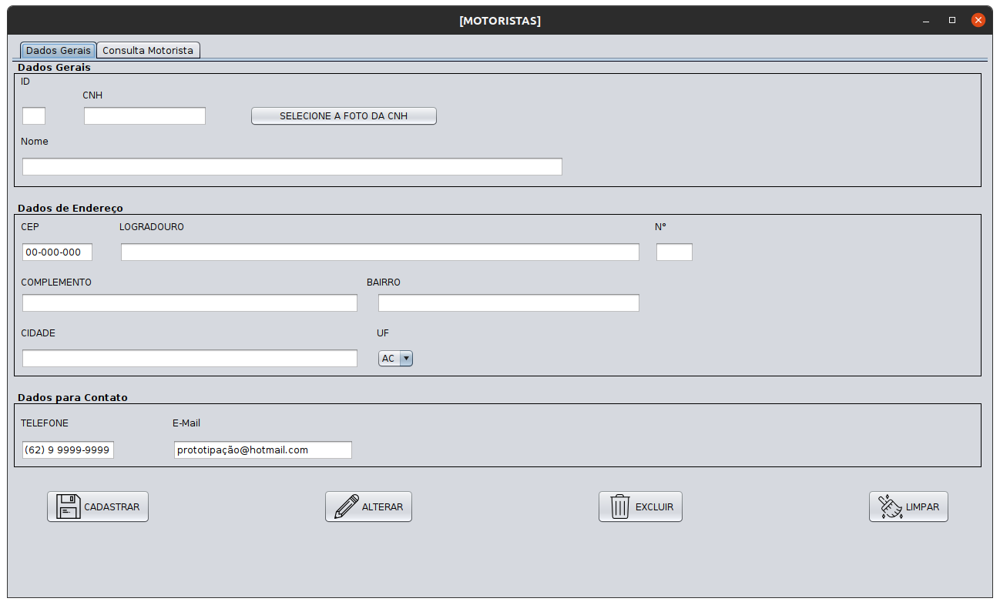 [MOTORISTAS]
Dados Gerais Consulta Motorista
Dados Gerais
ID
CNH
SELECIONE A FOTO DA CNH
Nome
Dados de Endereço
CEP LOGRADOURO Nº
00-000-000
COMPLEMENTO BAIRRO
CIDADE UF
AC
Dados para Contato
TELEFONE E-Mail
(62) 9 9999-9999 prototipação@hotmail.com
CADASTRAR ALTERAR EXCLUIR LIMPAR